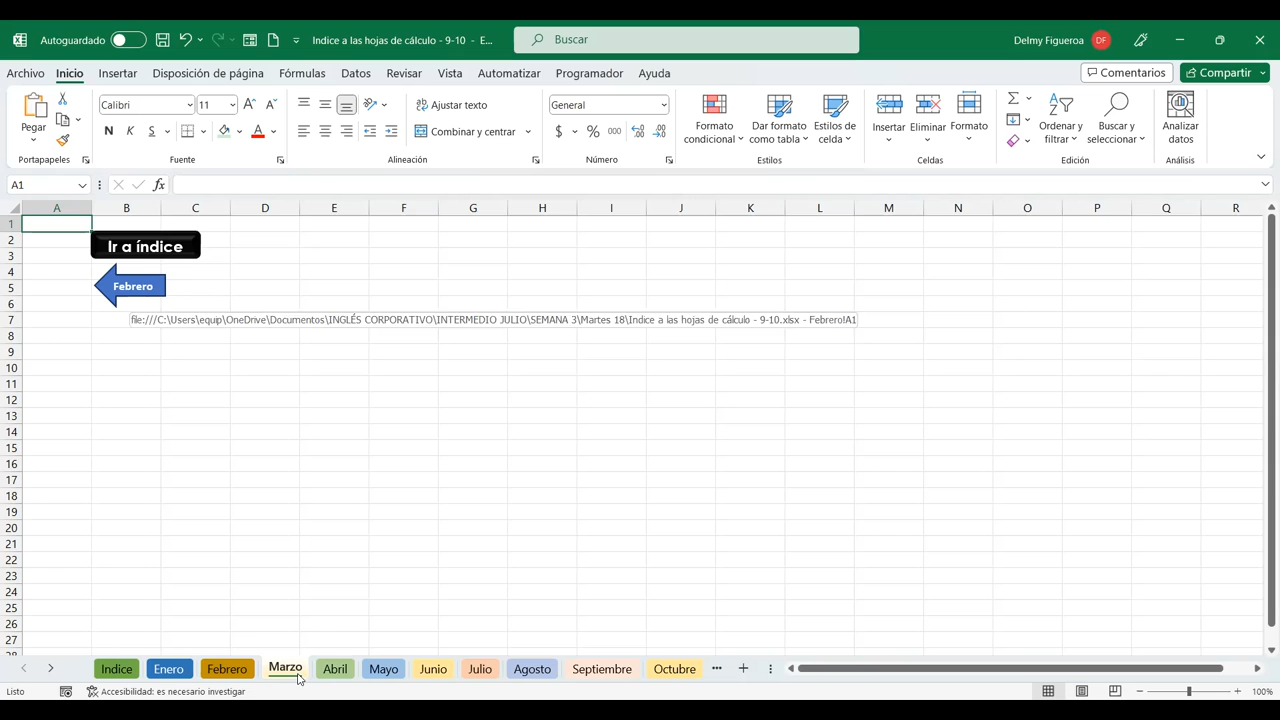 Autoguardado
Indice a las hojas de cálculo - 9-10 - E...
Buscar
Delmy Figueroa DF
Archivo Inicio Insertar Disposición de página Fórmulas Datos Revisar Vista Automatizar Programador Ayuda
Comentarios Compartir
Pegar
Portapapeles
Calibri 11
N K S
Fuente
Ajustar texto
Combinar y centrar
Alineación
General
$ % 000
Número
Formato condicional
Dar formato como tabla
Estilos de celda
Estilos
Insertar Eliminar Formato
Celdas
Ordenar y filtrar
Buscar y seleccionar
Edición
Analizar datos
Análisis
A1
fx
A B C D E F G H I J K L M N O P Q R
1
2
3
4
5
6
7
8
9
10
11
12
13
14
15
16
17
18
19
20
21
22
23
24
25
26
27
28
Ir a índice
Febrero
file:///C:\Users\equip\OneDrive\Documentos\INGLÉS CORPORATIVO\INTERMEDIO JULIO\SEMANA 3\Martes 18\Indice a las hojas de cálculo - 9-10.xlsx - Febrero!A1
Indice Enero Febrero Marzo Abril Mayo Junio Julio Agosto Septiembre Octubre
Listo
Accesibilidad: es necesario investigar
100%